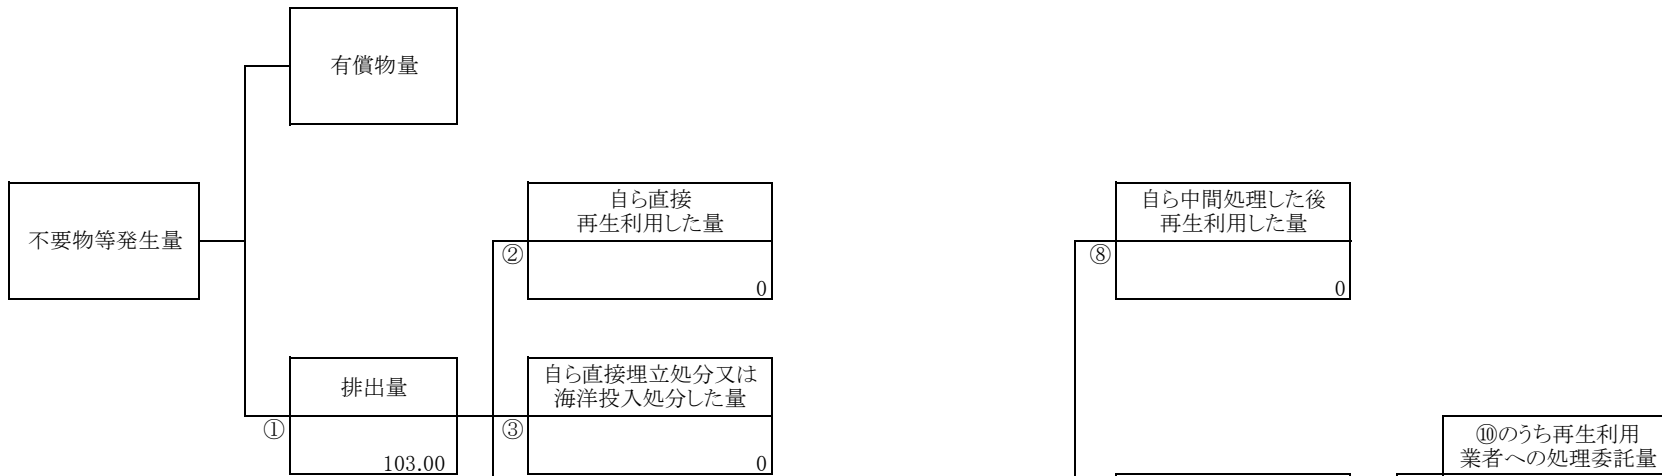 有償物量
不要物等発生量
自ら直接
再生利用した量
②
0
自ら中間処理した後
再生利用した量
⑧
0
排出量
①
103.00
自ら直接埋立処分又は
海洋投入処分した量
③
0
⑩のうち再生利用
業者への処理委託量